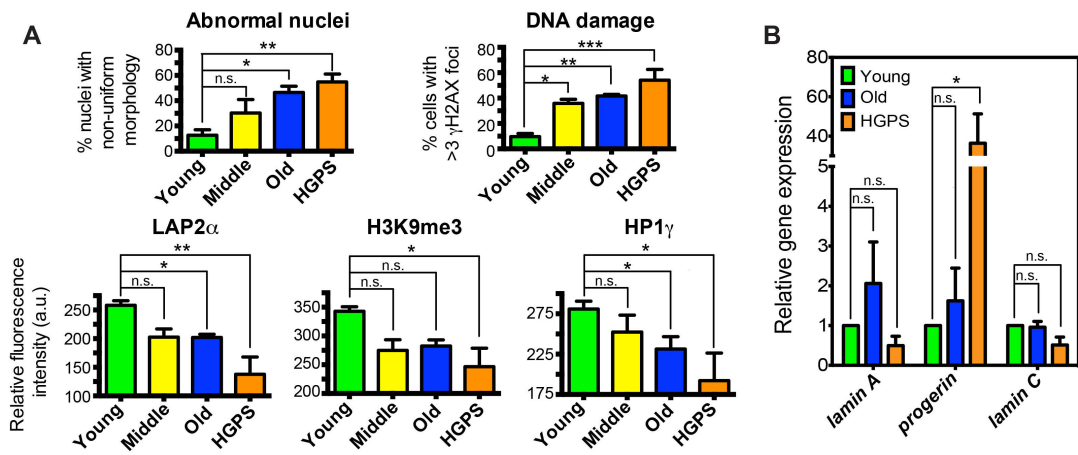 A
Abnormal nuclei
% nuclei with
non-uniform
morphology
80
60
40
20
0
n.s.
*
**
Young
Middle
Old
HGPS
DNA damage
% cells with
>3 γH2AX foci
80
60
40
20
0
*
**
***
Young
Middle
Old
HGPS
LAP2α
Relative fluorescence
intensity (a.u.)
250
200
150
100
n.s.
*
**
Young
Middle
Old
HGPS
H3K9me3
350
300
250
200
n.s.
n.s.
*
Young
Middle
Old
HGPS
HP1γ
275
225
175
n.s.
*
*
Young
Middle
Old
HGPS
B
Relative gene expression
80
60
40
20
5
4
2
1
0
Young
Old
HGPS
n.s.
n.s.
n.s.
*
n.s.
n.s.
lamin A
progerin
lamin C